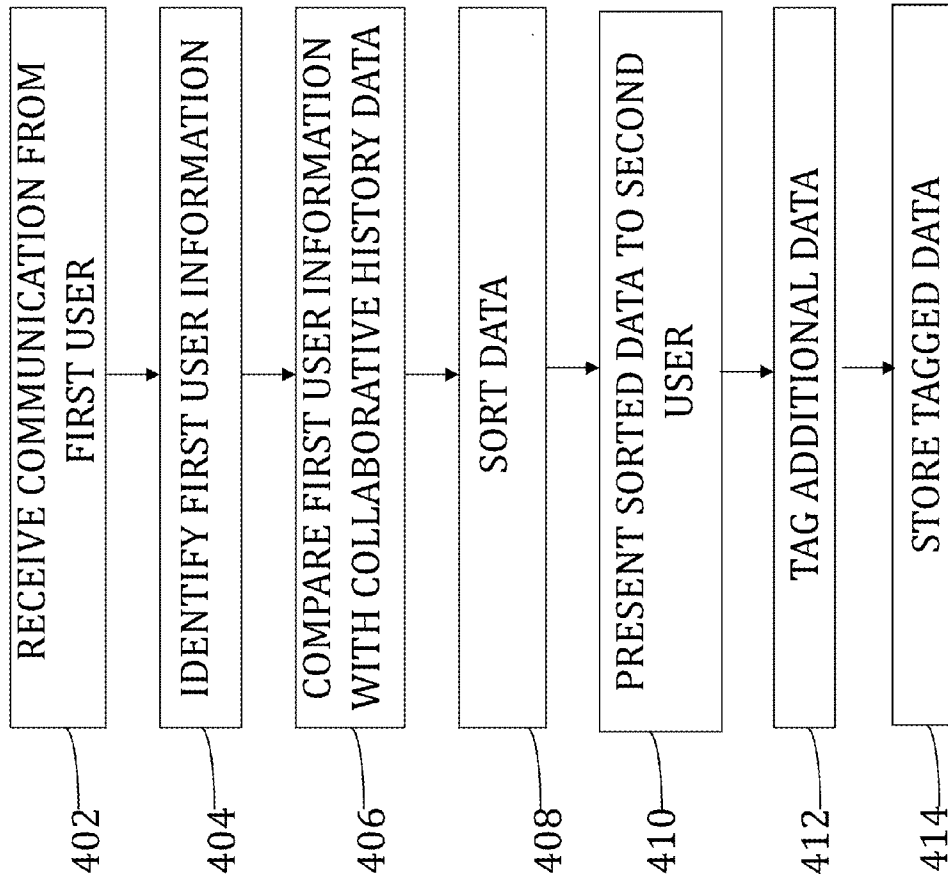 RECEIVE COMMUNICATION FROM
FIRST USER
402
IDENTIFY FIRST USER INFORMATION
404
COMPARE FIRST USER INFORMATION
WITH COLLABORATIVE HISTORY DATA
406
SORT DATA
408
PRESENT SORTED DATA TO SECOND
USER
410
TAG ADDITIONAL DATA
412
STORE TAGGED DATA
414